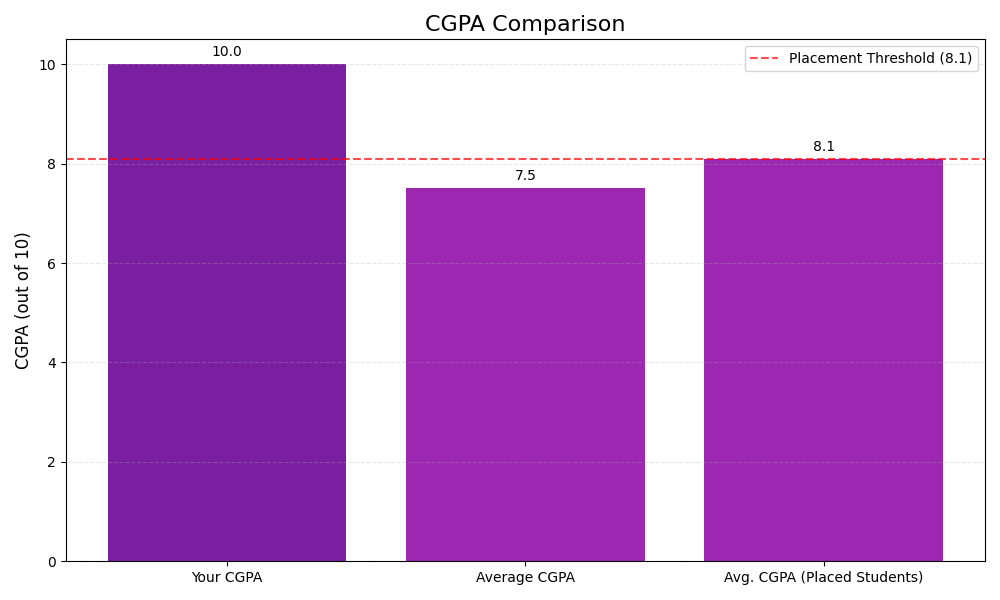 CGPA Comparison
Placement Threshold (8.1)
10.0
7.5
8.1
CGPA (out of 10)
10
8
6
4
2
0
Your CGPA
Average CGPA
Avg. CGPA (Placed Students)